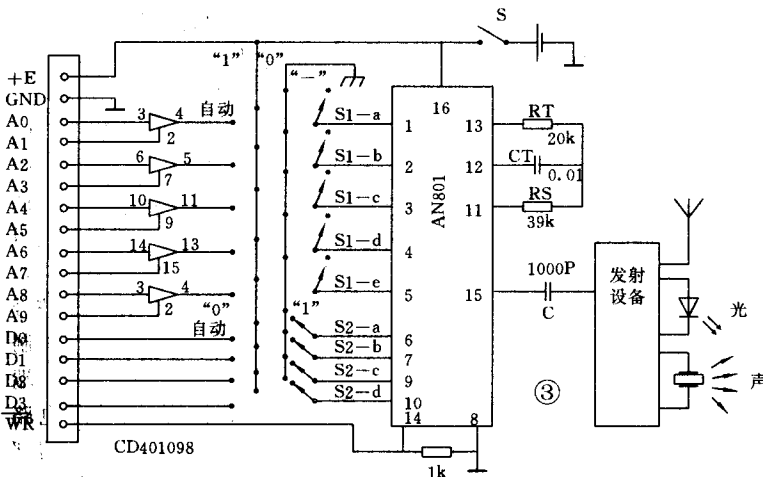 S
"1" "0"
"—"
+E
GND
A0 3 4 自动
A1 2
A2 6 5
A3 7
A4 10 11
A5 9
A6 14 13
A7 15
A8 3 4 "0" "1"
A9 2
D0 自动
D1
D2
D3
WR
CD401098
S1—a 1
S1—b 2
S1—c 3
S1—d 4
S1—e 5
S2—a 6
S2—b 7
S2—c 9
S2—d 10
14 8
16
AN801
13 RT 20k
12 CT 0.01
11 RS 39k
15 1000P C
1k
发射
设备
光
声
③